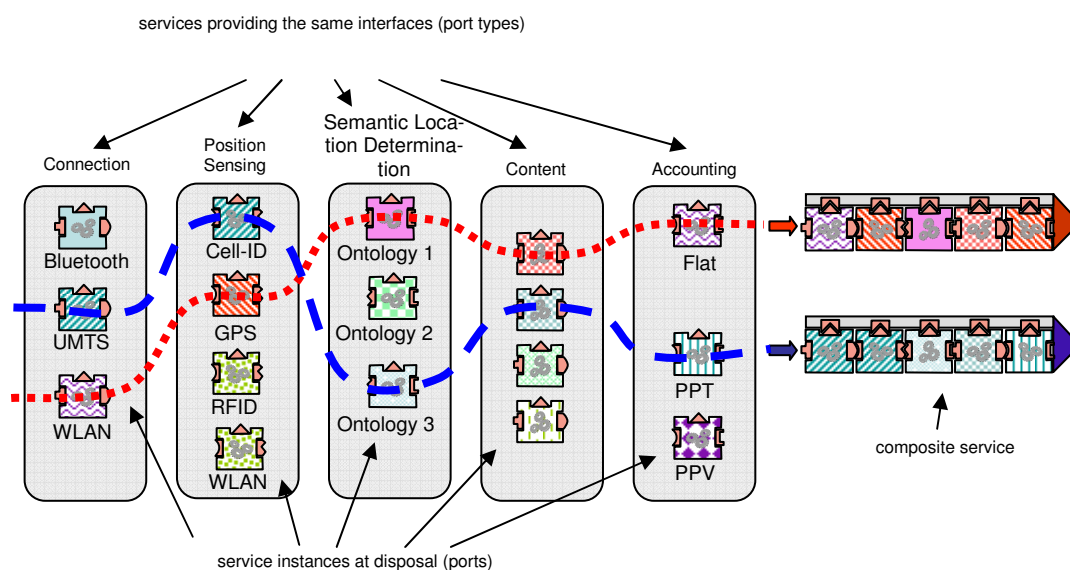 services providing the same interfaces (port types)
Connection
Position
Sensing
Semantic Loca-
tion Determina-
tion
Content
Accounting
Bluetooth
UMTS
WLAN
Cell-ID
GPS
RFID
WLAN
Ontology 1
Ontology 2
Ontology 3
Flat
PPT
PPV
composite service
service instances at disposal (ports)